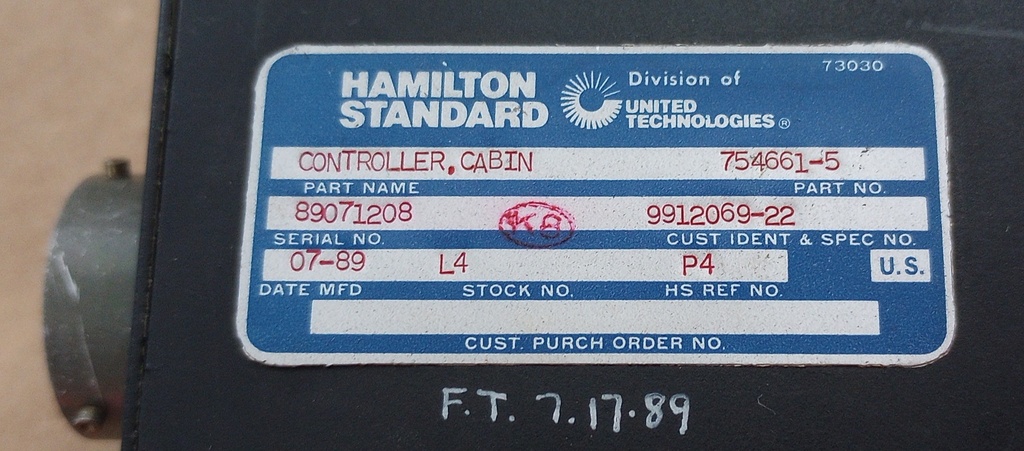 73030
HAMILTON STANDARD
Division of
UNITED TECHNOLOGIES®
CONTROLLER, CABIN 754661-5
PART NAME PART NO.
89071208 9912069-22
SERIAL NO. CUST IDENT & SPEC NO.
07-89 L4 P4 U.S.
DATE MFD STOCK NO. HS REF NO.
CUST. PURCH ORDER NO.
F.T. 7.17.89